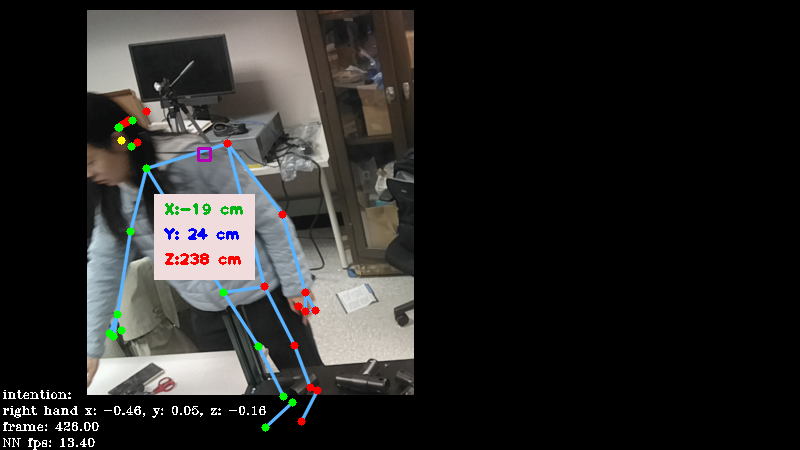 X:-19 cm
Y: 24 cm
Z:238 cm
intention:
right hand x: -0.46, y: 0.05, z: -0.16
frame: 426.00
NN fps: 13.40